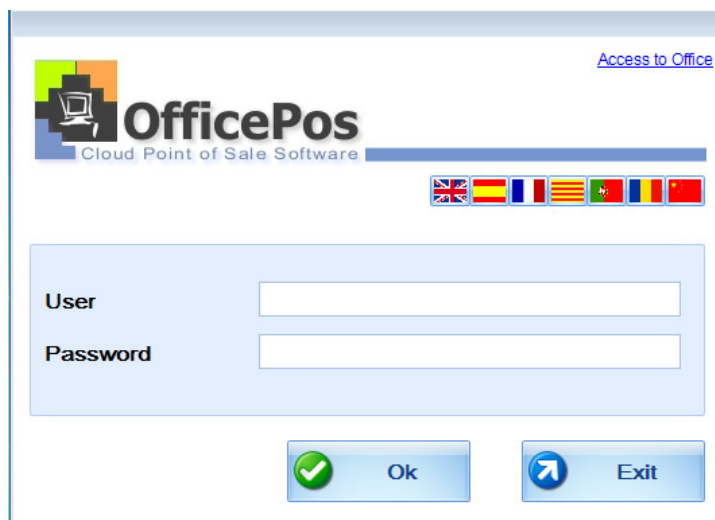 Access to Office
OfficePos
Cloud Point of Sale Software
User
Password
Ok
Exit